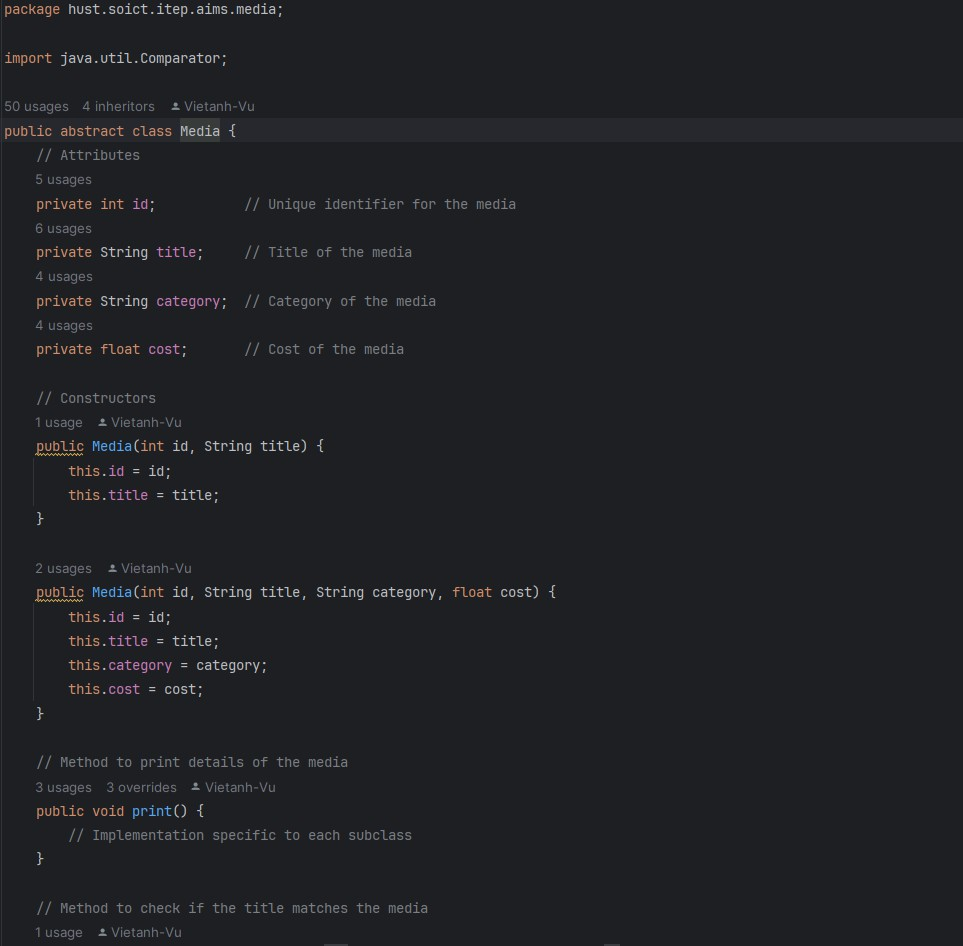 package hust.soict.itep.aims.media;
import java.util.Comparator;
50 usages 4 inheritors Vietanh-Vu
public abstract class Media {
// Attributes
5 usages
private int id; // Unique identifier for the media
6 usages
private String title; // Title of the media
4 usages
private String category; // Category of the media
4 usages
private float cost; // Cost of the media
// Constructors
1 usage Vietanh-Vu
public Media(int id, String title) {
this.id = id;
this.title = title;
}
2 usages Vietanh-Vu
public Media(int id, String title, String category, float cost) {
this.id = id;
this.title = title;
this.category = category;
this.cost = cost;
}
// Method to print details of the media
3 usages 3 overrides Vietanh-Vu
public void print() {
// Implementation specific to each subclass
}
// Method to check if the title matches the media
1 usage Vietanh-Vu